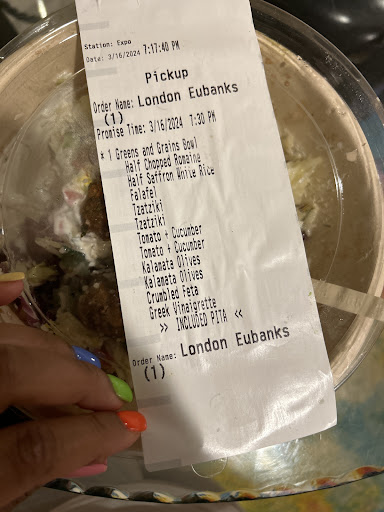 Station: Expo
Date: 3/16/2024 7:17:40 PM
Pickup
Order Name: London Eubanks
(1)
Promise Time: 3/16/2024 7:30 PM
* 1 Greens and Grains Bowl
Half Chopped Romaine
Half Saffron White Rice
Falafel
Tzatziki
Tzatziki
Tomato + Cucumber
Tomato + Cucumber
Kalamata Olives
Kalamata Olives
Crumbled Feta
Greek Vinaigrette
>> INCLUDED PITA <<
Order Name: London Eubanks
(1)